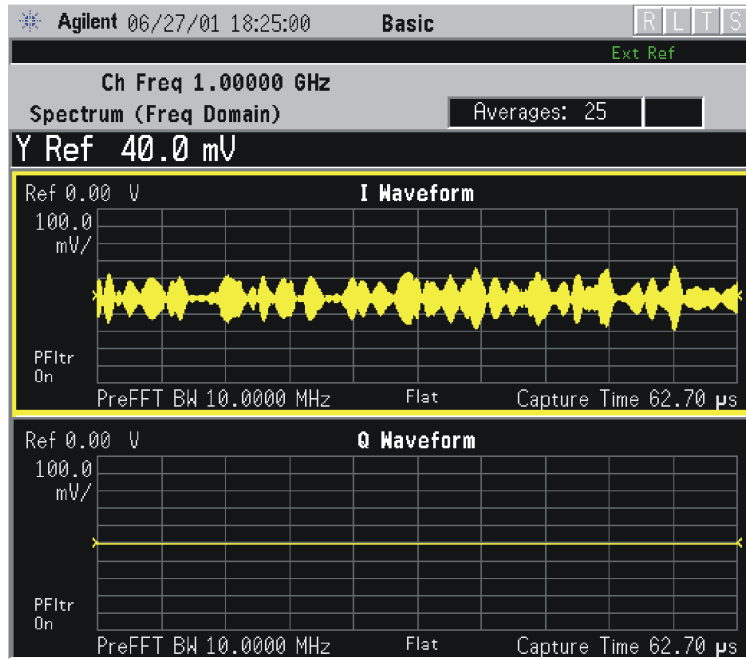 Agilent 06/27/01 18:25:00 Basic R L T S
Ext Ref
Ch Freq 1.00000 GHz
Spectrum (Freq Domain) Averages: 25
Y Ref 40.0 mV
Ref 0.00 V I Waveform
100.0
mV/
PFltr
On
PreFFT BW 10.0000 MHz Flat Capture Time 62.70 µs
Ref 0.00 V Q Waveform
100.0
mV/
PFltr
On
PreFFT BW 10.0000 MHz Flat Capture Time 62.70 µs